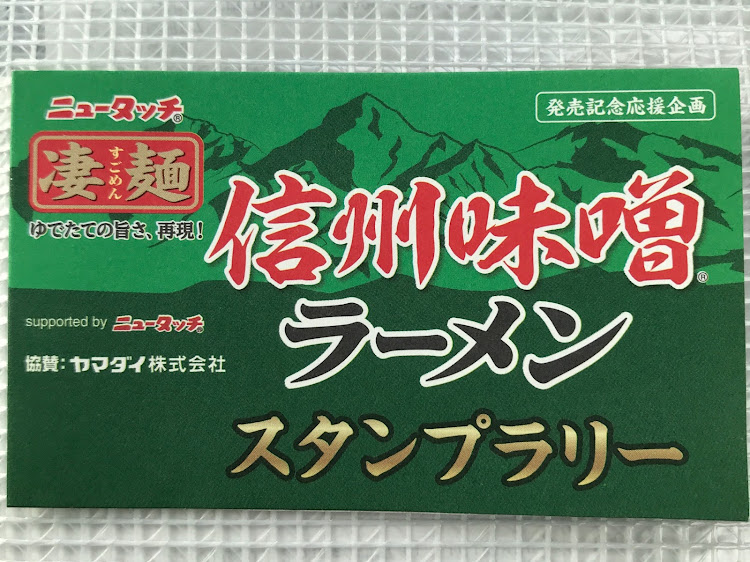 ニュータッチ®
発売記念応援企画
凄麺
すごめん
ゆでたての旨さ、再現!
信州味噌®
ラーメン
supported by ニュータッチ®
協賛:ヤマダイ株式会社
スタンプラリー